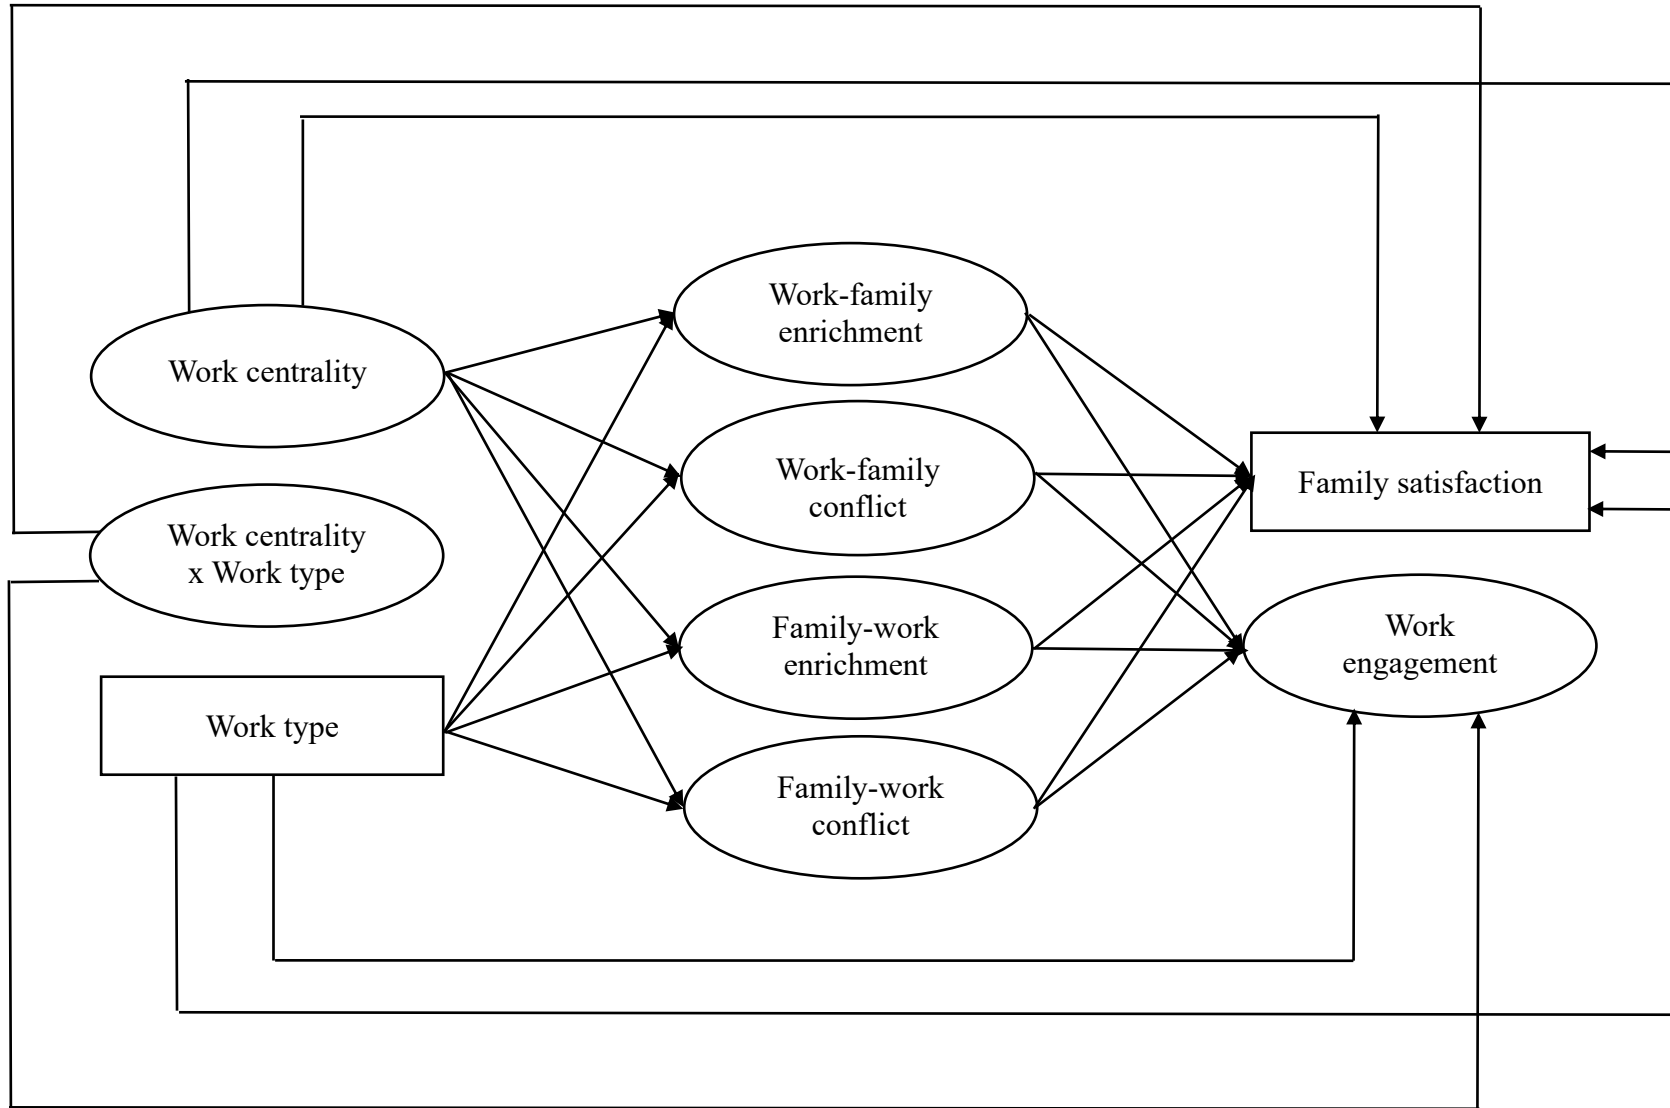 Work centrality
Work centrality
x Work type
Work type
Work-family
enrichment
Work-family
conflict
Family-work
enrichment
Family-work
conflict
Family satisfaction
Work
engagement